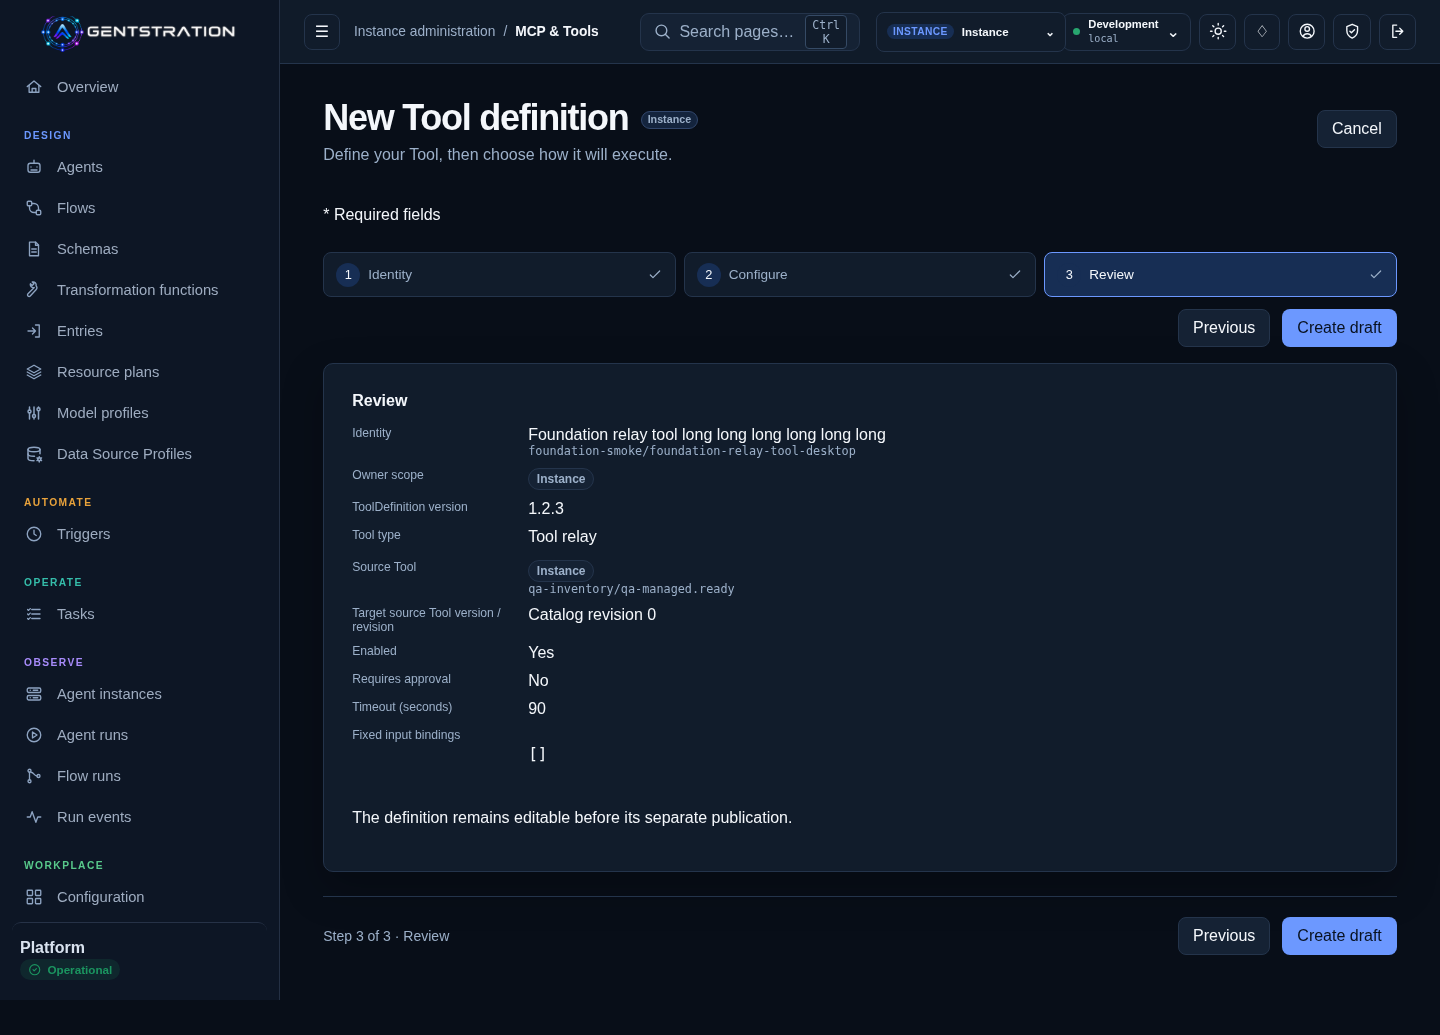 GENTSTRATION
Overview
DESIGN
Agents
Flows
Schemas
Transformation functions
Entries
Resource plans
Model profiles
Data Source Profiles
AUTOMATE
Triggers
OPERATE
Tasks
OBSERVE
Agent instances
Agent runs
Flow runs
Run events
WORKPLACE
Configuration
Platform
Operational
Instance administration / MCP & Tools
Search pages…
Ctrl
K
INSTANCE Instance
Development
local
New Tool definition Instance
Define your Tool, then choose how it will execute.
Cancel
* Required fields
1 Identity
2 Configure
3 Review
Previous
Create draft
Review
Identity
Foundation relay tool long long long long long long
foundation-smoke/foundation-relay-tool-desktop
Owner scope
Instance
ToolDefinition version
1.2.3
Tool type
Tool relay
Source Tool
Instance
qa-inventory/qa-managed.ready
Target source Tool version /
revision
Catalog revision 0
Enabled
Yes
Requires approval
No
Timeout (seconds)
90
Fixed input bindings
[]
The definition remains editable before its separate publication.
Step 3 of 3 · Review
Previous
Create draft